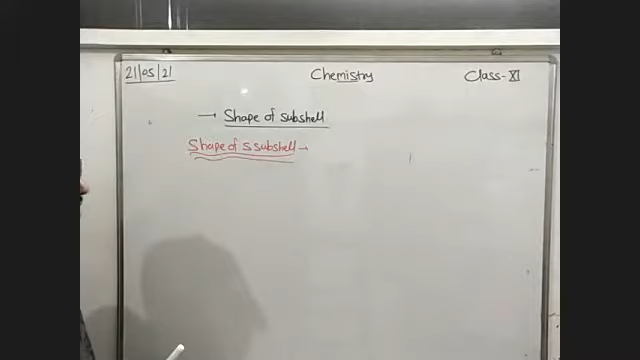 21/05/21 Chemistry Class-XI
→ Shape of subshell
Shape of s subshell →